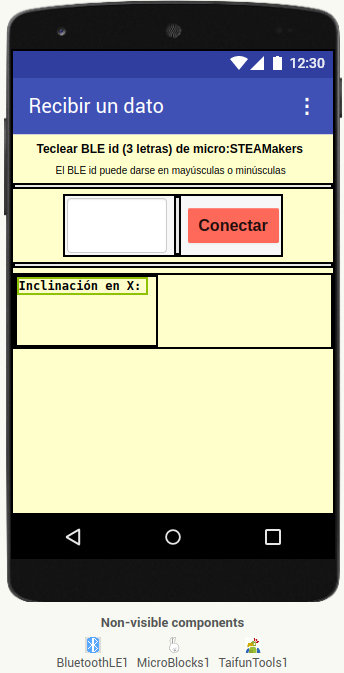 12:30
Recibir un dato
Teclear BLE id (3 letras) de micro:STEAMakers
El BLE id puede darse en mayúsculas o minúsculas
Conectar
Inclinación en X:
Non-visible components
BluetoothLE1 MicroBlocks1 TaifunTools1